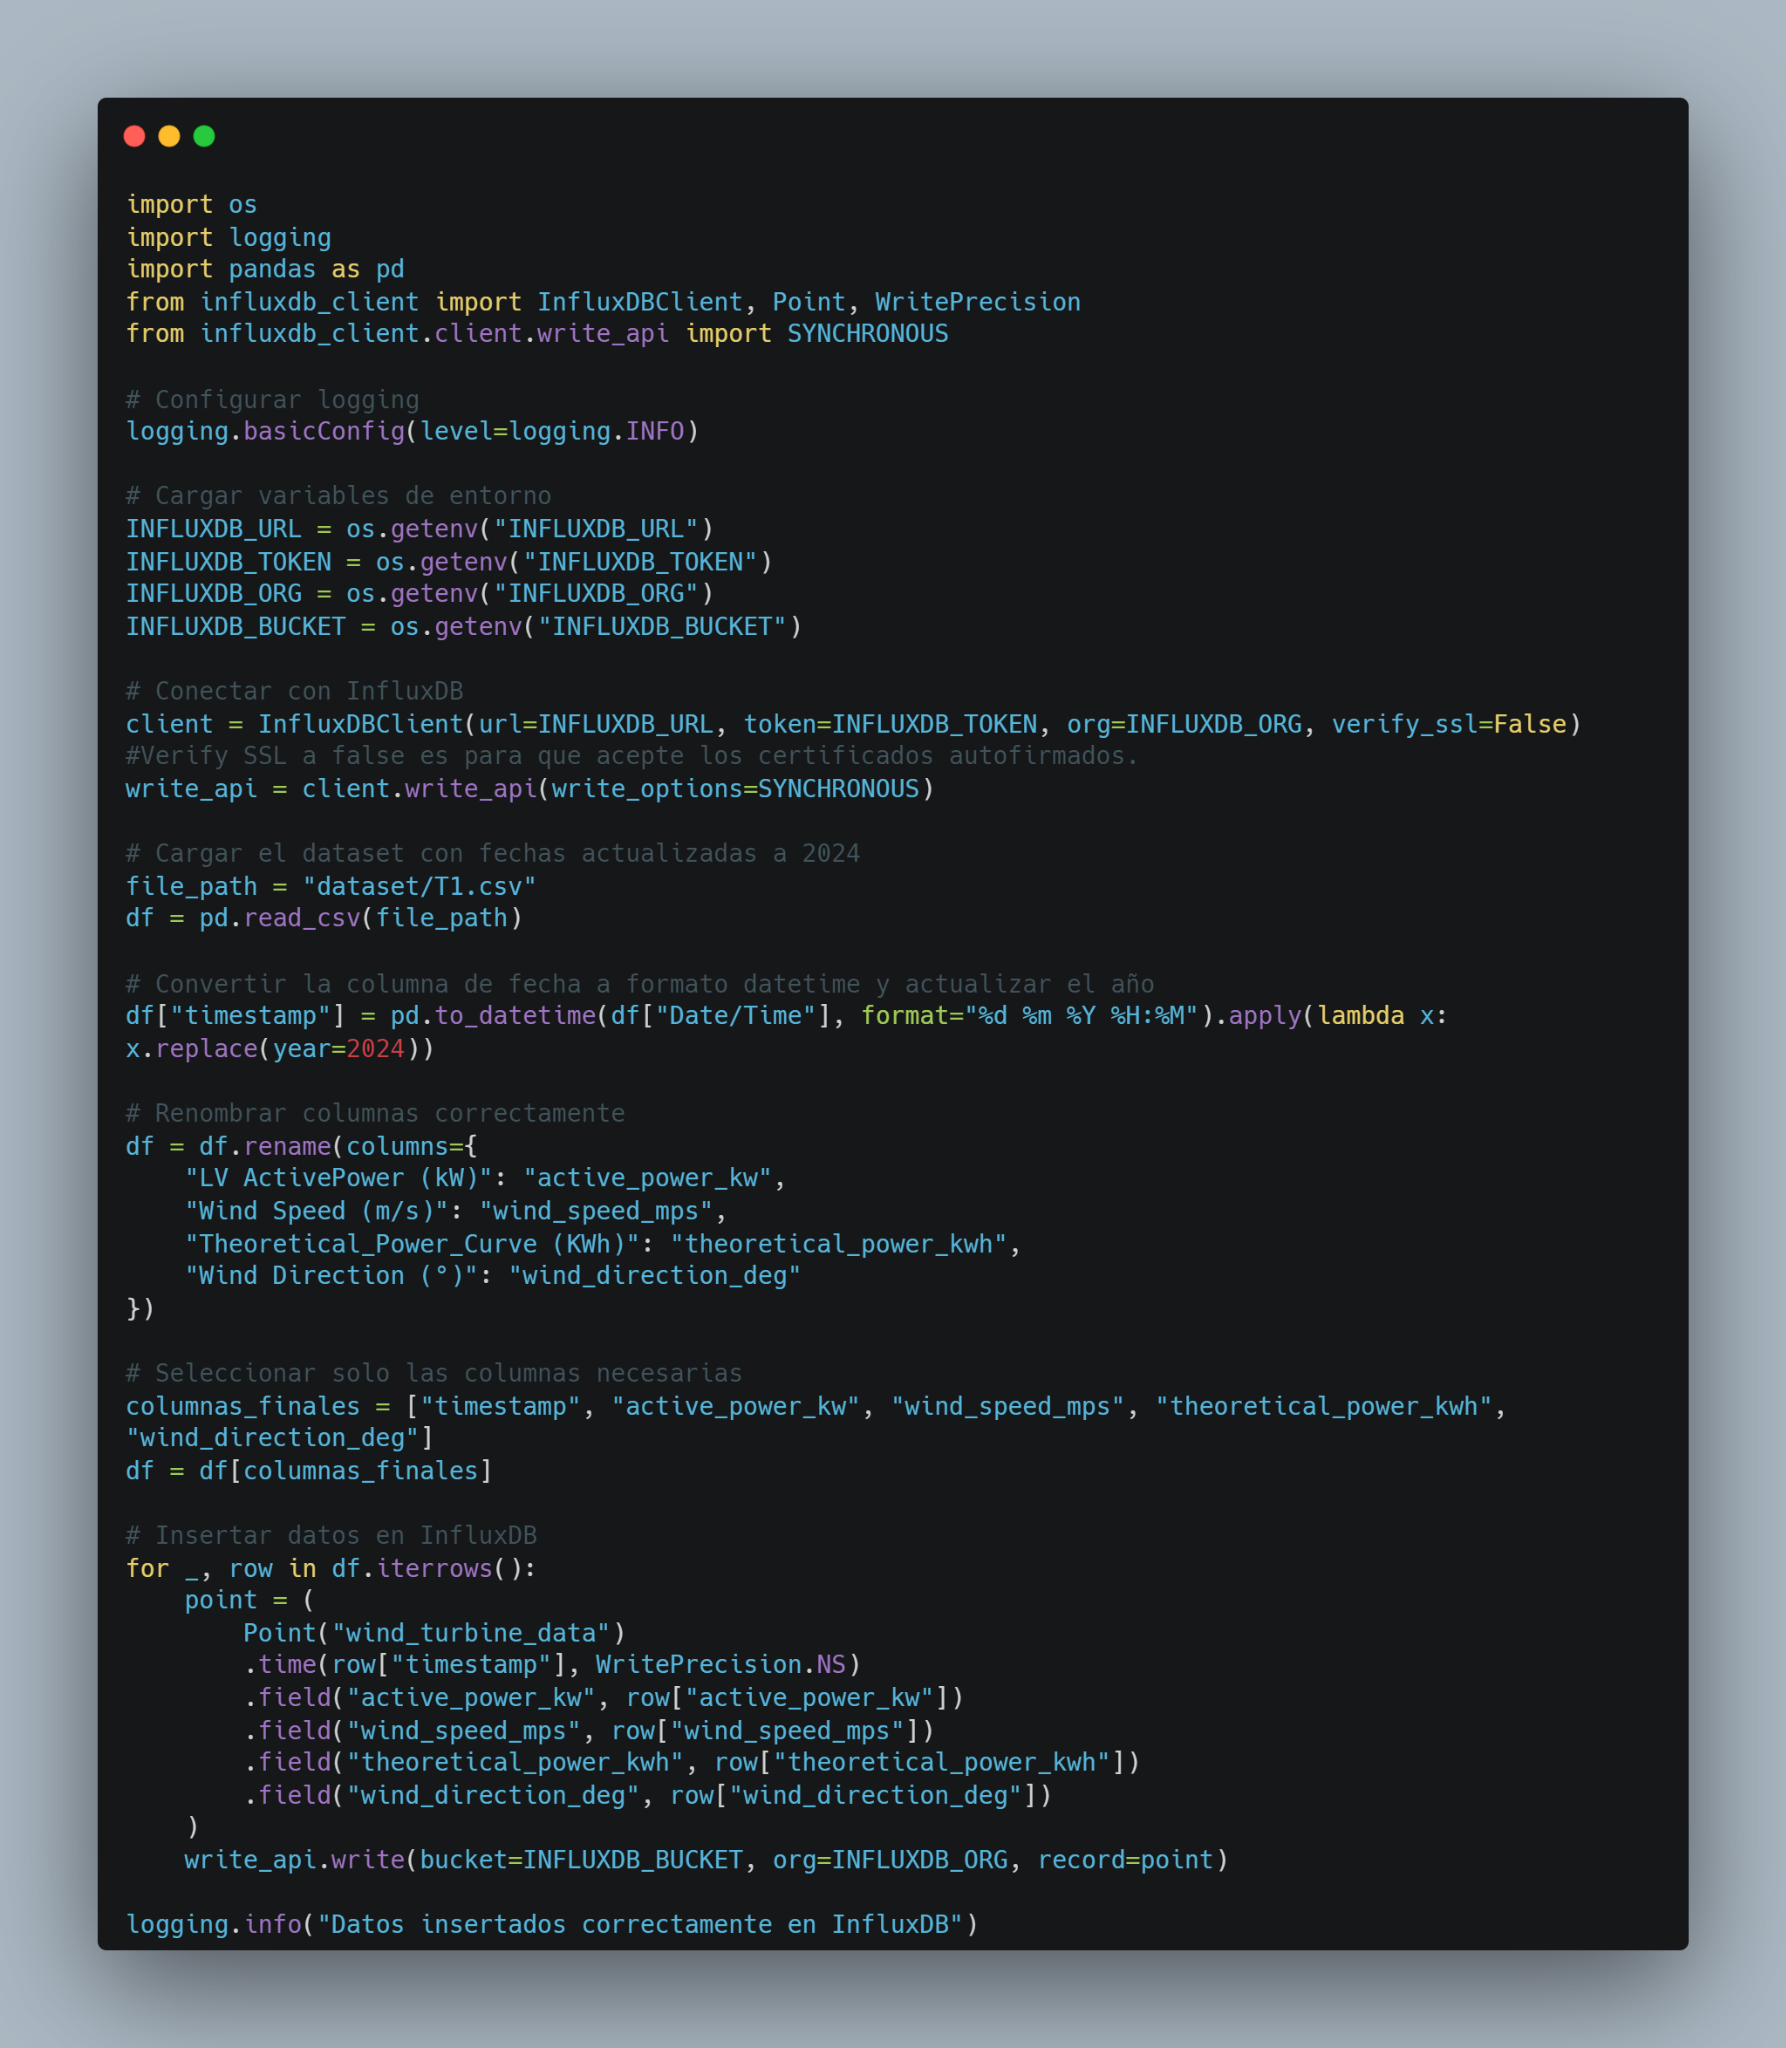 import os
import logging
import pandas as pd
from influxdb_client import InfluxDBClient, Point, WritePrecision
from influxdb_client.client.write_api import SYNCHRONOUS

# Configurar logging
logging.basicConfig(level=logging.INFO)

# Cargar variables de entorno
INFLUXDB_URL = os.getenv("INFLUXDB_URL")
INFLUXDB_TOKEN = os.getenv("INFLUXDB_TOKEN")
INFLUXDB_ORG = os.getenv("INFLUXDB_ORG")
INFLUXDB_BUCKET = os.getenv("INFLUXDB_BUCKET")

# Conectar con InfluxDB
client = InfluxDBClient(url=INFLUXDB_URL, token=INFLUXDB_TOKEN, org=INFLUXDB_ORG, verify_ssl=False)
#Verify SSL a false es para que acepte los certificados autofirmados.
write_api = client.write_api(write_options=SYNCHRONOUS)

# Cargar el dataset con fechas actualizadas a 2024
file_path = "dataset/T1.csv"
df = pd.read_csv(file_path)

# Convertir la columna de fecha a formato datetime y actualizar el año
df["timestamp"] = pd.to_datetime(df["Date/Time"], format="%d %m %Y %H:%M").apply(lambda x:
x.replace(year=2024))

# Renombrar columnas correctamente
df = df.rename(columns={
    "LV ActivePower (kW)": "active_power_kw",
    "Wind Speed (m/s)": "wind_speed_mps",
    "Theoretical_Power_Curve (KWh)": "theoretical_power_kwh",
    "Wind Direction (°)": "wind_direction_deg"
})

# Seleccionar solo las columnas necesarias
columnas_finales = ["timestamp", "active_power_kw", "wind_speed_mps", "theoretical_power_kwh",
"wind_direction_deg"]
df = df[columnas_finales]

# Insertar datos en InfluxDB
for _, row in df.iterrows():
    point = (
        Point("wind_turbine_data")
        .time(row["timestamp"], WritePrecision.NS)
        .field("active_power_kw", row["active_power_kw"])
        .field("wind_speed_mps", row["wind_speed_mps"])
        .field("theoretical_power_kwh", row["theoretical_power_kwh"])
        .field("wind_direction_deg", row["wind_direction_deg"])
    )
    write_api.write(bucket=INFLUXDB_BUCKET, org=INFLUXDB_ORG, record=point)

logging.info("Datos insertados correctamente en InfluxDB")